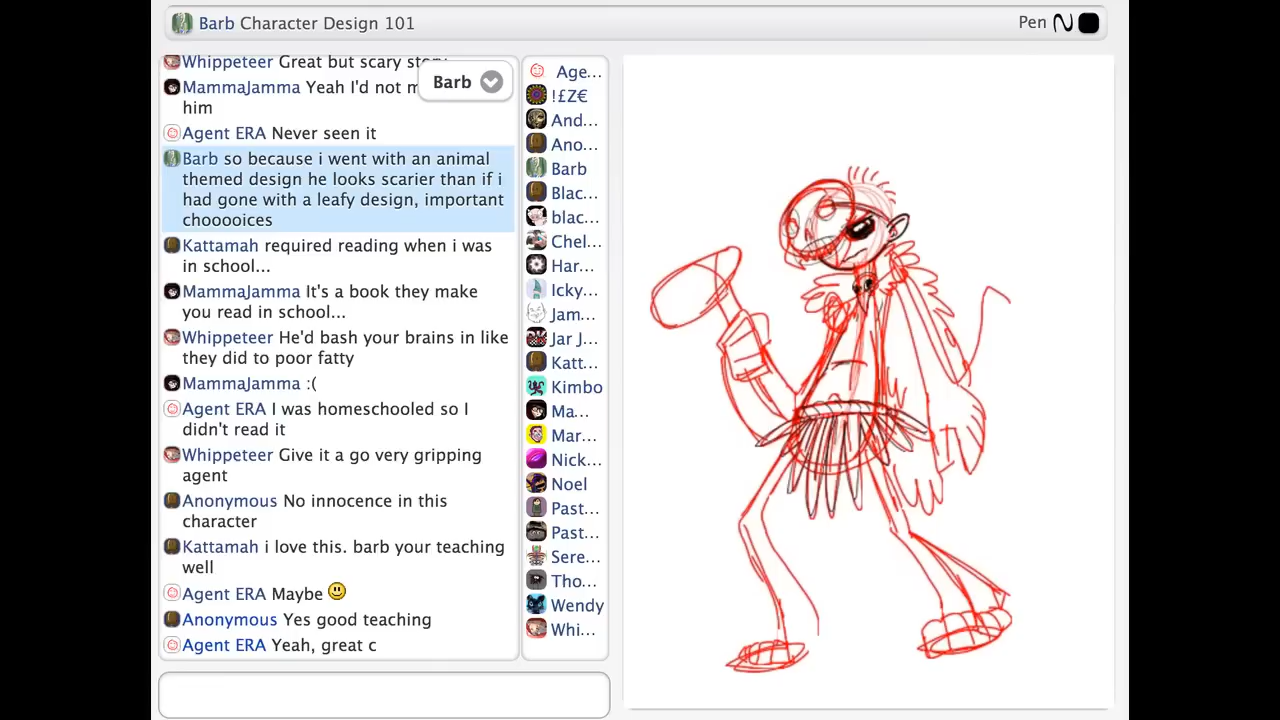 Barb Character Design 101
Pen
Whippeteer Great but scary story
MammaJamma Yeah I'd not m
him
Barb
Agent ERA Never seen it
Barb so because i went with an animal
themed design he looks scarier than if i
had gone with a leafy design, important
chooooices
Kattamah required reading when i was
in school...
MammaJamma It's a book they make
you read in school...
Whippeteer He'd bash your brains in like
they did to poor fatty
MammaJamma :(
Agent ERA I was homeschooled so I
didn't read it
Whippeteer Give it a go very gripping
agent
Anonymous No innocence in this
character
Kattamah i love this. barb your teaching
well
Agent ERA Maybe
Anonymous Yes good teaching
Agent ERA Yeah, great c
Age...
!£Z€
And...
Ano...
Barb
Blac...
blac...
Chel...
Har...
Icky...
Jam...
Jar J...
Katt...
Kimbo
Ma...
Mar...
Nick...
Noel
Past...
Past...
Sere...
Tho...
Wendy
Whi...